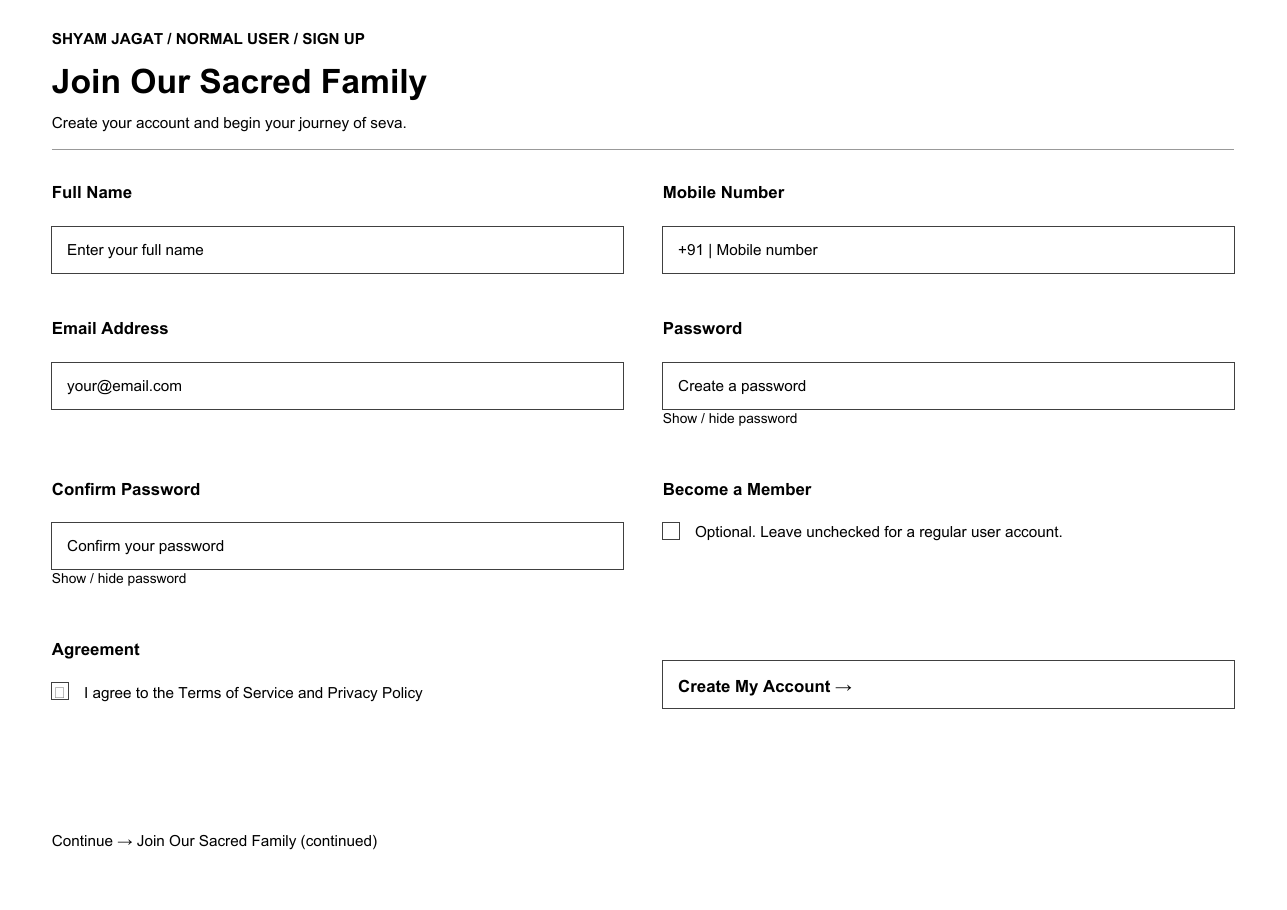 SHYAM JAGAT / NORMAL USER / SIGN UP
Join Our Sacred Family
Create your account and begin your journey of seva.
Full Name
Mobile Number
Enter your full name
+91 | Mobile number
Email Address
Password
your@email.com
Create a password
Show / hide password
Confirm Password
Become a Member
Confirm your password
Optional. Leave unchecked for a regular user account.
Show / hide password
Agreement
I agree to the Terms of Service and Privacy Policy
Create My Account →
Continue → Join Our Sacred Family (continued)